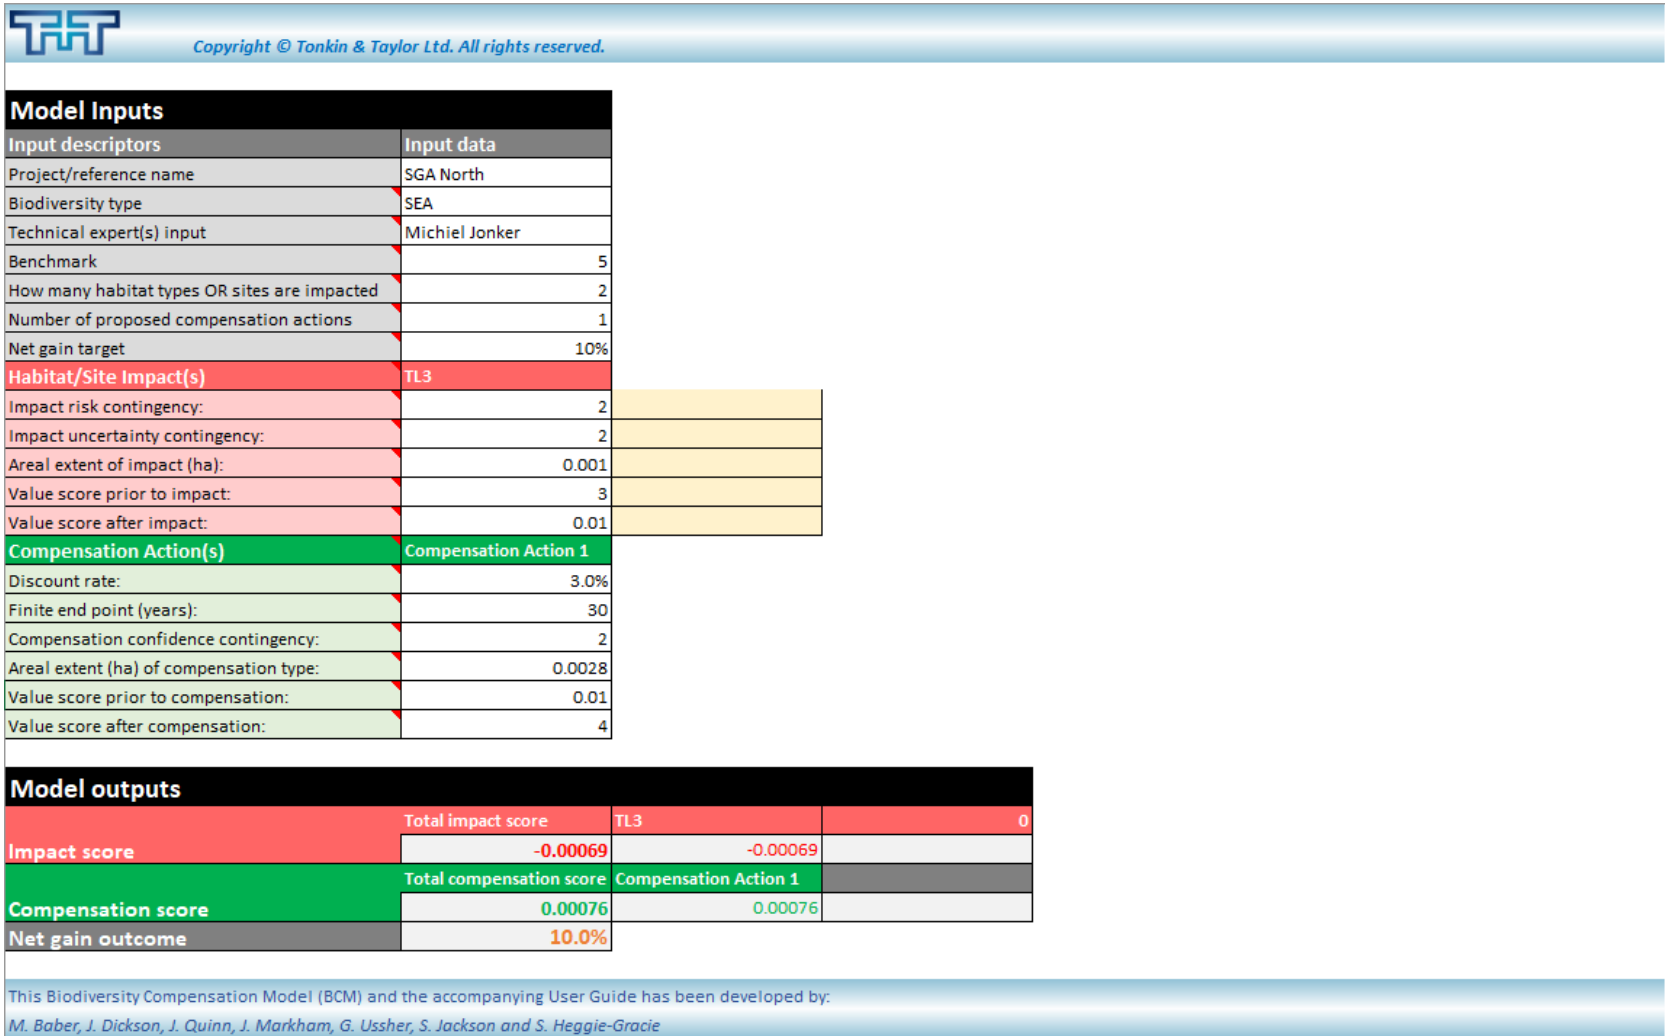 T+T
Copyright © Tonkin & Taylor Ltd. All rights reserved.
Model Inputs
Input descriptors Input data
Project/reference name SGA North
Biodiversity type SEA
Technical expert(s) input Michiel Jonker
Benchmark 5
How many habitat types OR sites are impacted 2
Number of proposed compensation actions 1
Net gain target 10%
Habitat/Site Impact(s) TL3
Impact risk contingency: 2
Impact uncertainty contingency: 2
Areal extent of impact (ha): 0.001
Value score prior to impact: 3
Value score after impact: 0.01
Compensation Action(s) Compensation Action 1
Discount rate: 3.0%
Finite end point (years): 30
Compensation confidence contingency: 2
Areal extent (ha) of compensation type: 0.0028
Value score prior to compensation: 0.01
Value score after compensation: 4
Model outputs
Total impact score TL3 0
Impact score -0.00069 -0.00069
Total compensation score Compensation Action 1
Compensation score 0.00076 0.00076
Net gain outcome 10.0%
This Biodiversity Compensation Model (BCM) and the accompanying User Guide has been developed by:
M. Baber, J. Dickson, J. Quinn, J. Markham, G. Ussher, S. Jackson and S. Heggie-Gracie